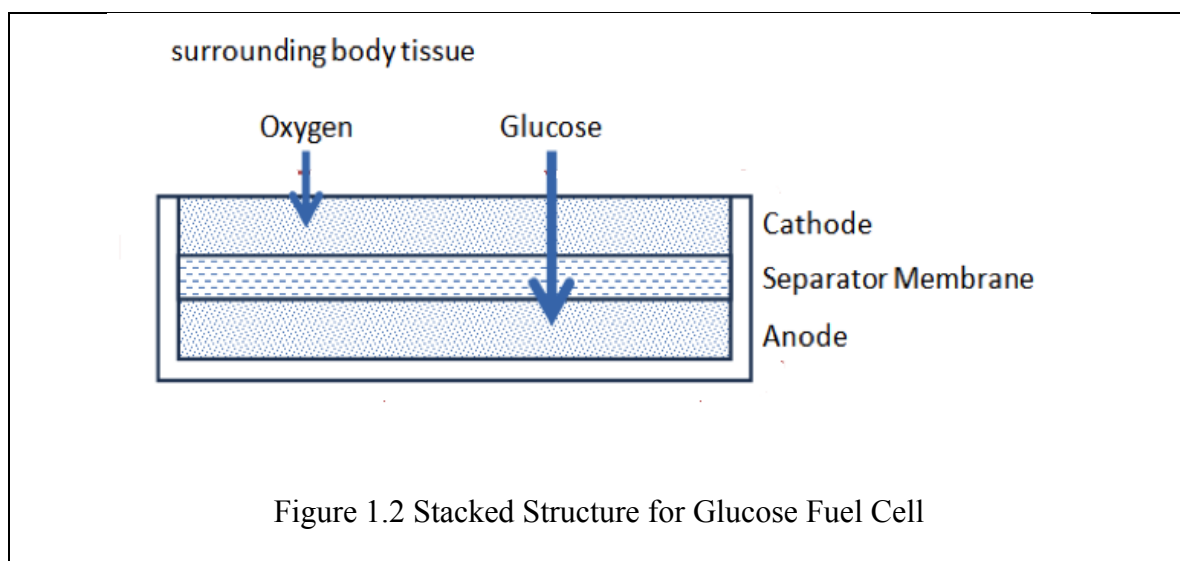 surrounding body tissue
Oxygen Glucose
Cathode
Separator Membrane
Anode
Figure 1.2 Stacked Structure for Glucose Fuel Cell